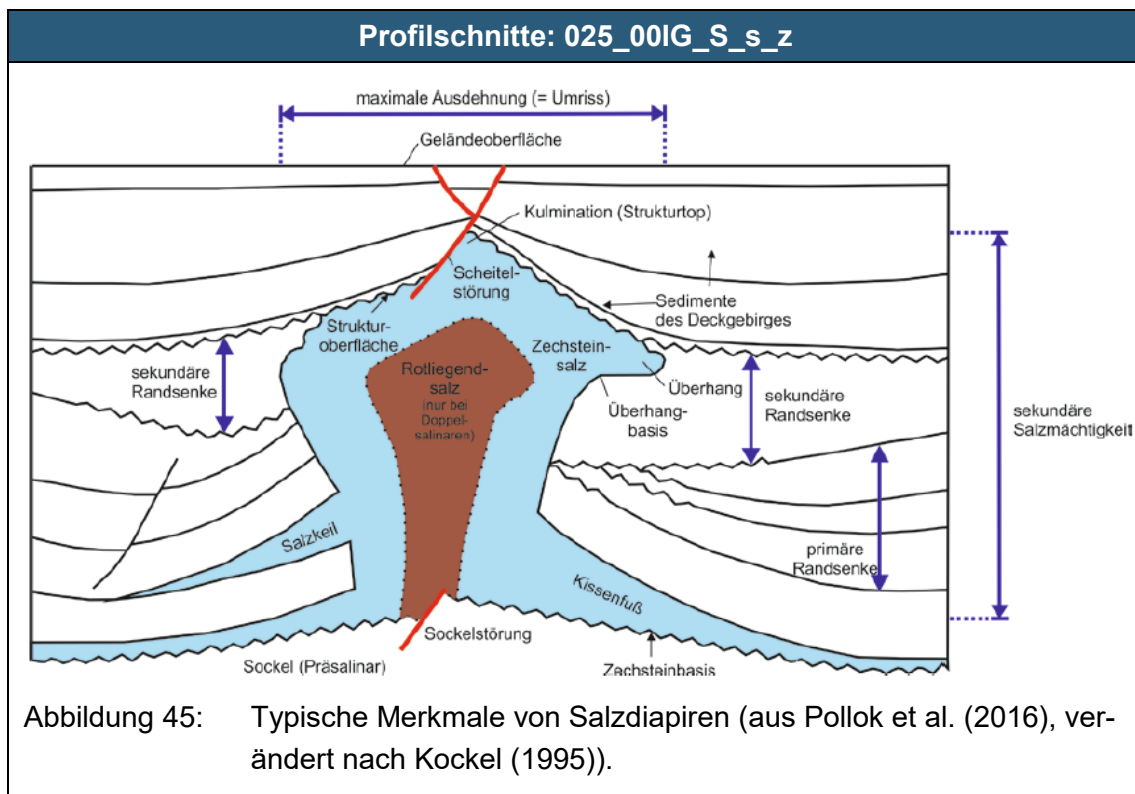 Profilschnitte: 025_00IG_S_s_z
maximale Ausdehnung (= Umriss)
Geländeoberfläche
Kulmination (Strukturtop)
Scheitel-
störung
Sedimente
des Deckgebirges
Struktur-
oberfläche
Zechstein-
salz
sekundäre
Randsenke
Rotliegend-
salz
(nur bei
Doppel-
salinaren)
Überhang
Überhang-
basis
sekundäre
Randsenke
sekundäre
Salzmächtigkeit
Salzkeil
primäre
Randsenke
Kissenfuß
Sockelstörung
Sockel (Präsalinar)
Zechsteinbasis
Abbildung 45: Typische Merkmale von Salzdiapiren (aus Pollok et al. (2016), ver-
ändert nach Kockel (1995)).